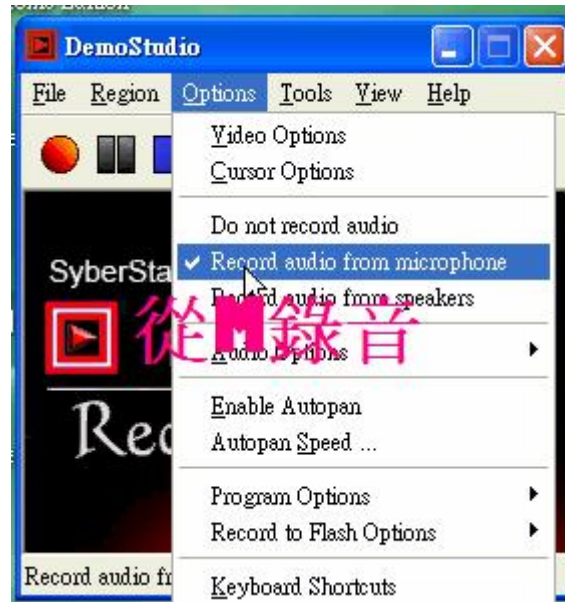 DemoStudio
File Region Options Tools View Help
Video Options
Cursor Options
Do not record audio
SyberSta
Record audio from microphone
Record audio from speakers
從M錄音
Audio Options
Enable Autopan
Rec
Autopan Speed ...
Program Options
Record to Flash Options
Record audio fr
Keyboard Shortcuts